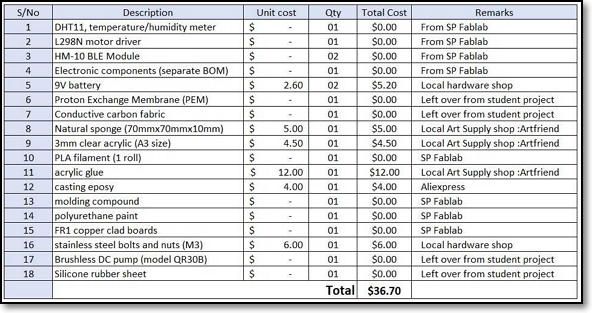 S/No Description Unit cost Qty Total Cost Remarks
1 DHT11, temperature/humidity meter $ - 01 $0.00 From SP Fablab
2 L298N motor driver $ - 01 $0.00 From SP Fablab
3 HM-10 BLE Module $ - 02 $0.00 From SP Fablab
4 Electronic components (separate BOM) $ - 01 $0.00 From SP Fablab
5 9V battery $ 2.60 02 $5.20 Local hardware shop
6 Proton Exchange Membrane (PEM) $ - 01 $0.00 Left over from student project
7 Conductive carbon fabric $ - 01 $0.00 Left over from student project
8 Natural sponge (70mmx70mmx10mm) $ 5.00 01 $5.00 Local Art Supply shop :Artfriend
9 3mm clear acrylic (A3 size) $ 4.50 01 $4.50 Local Art Supply shop :Artfriend
10 PLA filament (1 roll) $ - 01 $0.00 SP Fablab
11 acrylic glue $ 12.00 01 $12.00 Local Art Supply shop :Artfriend
12 casting eposy $ 4.00 01 $4.00 Aliexpress
13 molding compound $ - 01 $0.00 SP Fablab
14 polyurethane paint $ - 01 $0.00 SP Fablab
15 FR1 copper clad boards $ - 01 $0.00 SP Fablab
16 stainless steel bolts and nuts (M3) $ 6.00 01 $6.00 Local hardware shop
17 Brushless DC pump (model QR30B) $ - 01 $0.00 Left over from student project
18 Silicone rubber sheet $ - 01 $0.00 Left over from student project
Total $36.70